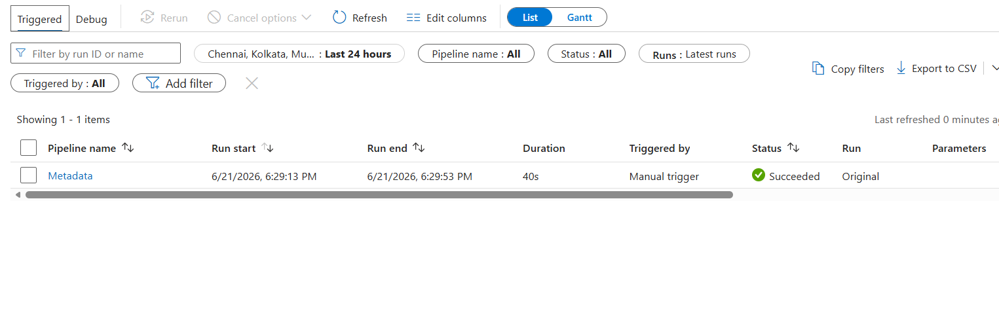 Triggered Debug Rerun Cancel options Refresh Edit columns List Gantt
Filter by run ID or name Chennai, Kolkata, Mu... : Last 24 hours Pipeline name : All Status : All Runs : Latest runs
Copy filters Export to CSV
Triggered by : All Add filter
Showing 1 - 1 items Last refreshed 0 minutes
Pipeline name Run start Run end Duration Triggered by Status Run Parameters
Metadata 6/21/2026, 6:29:13 PM 6/21/2026, 6:29:53 PM 40s Manual trigger Succeeded Original